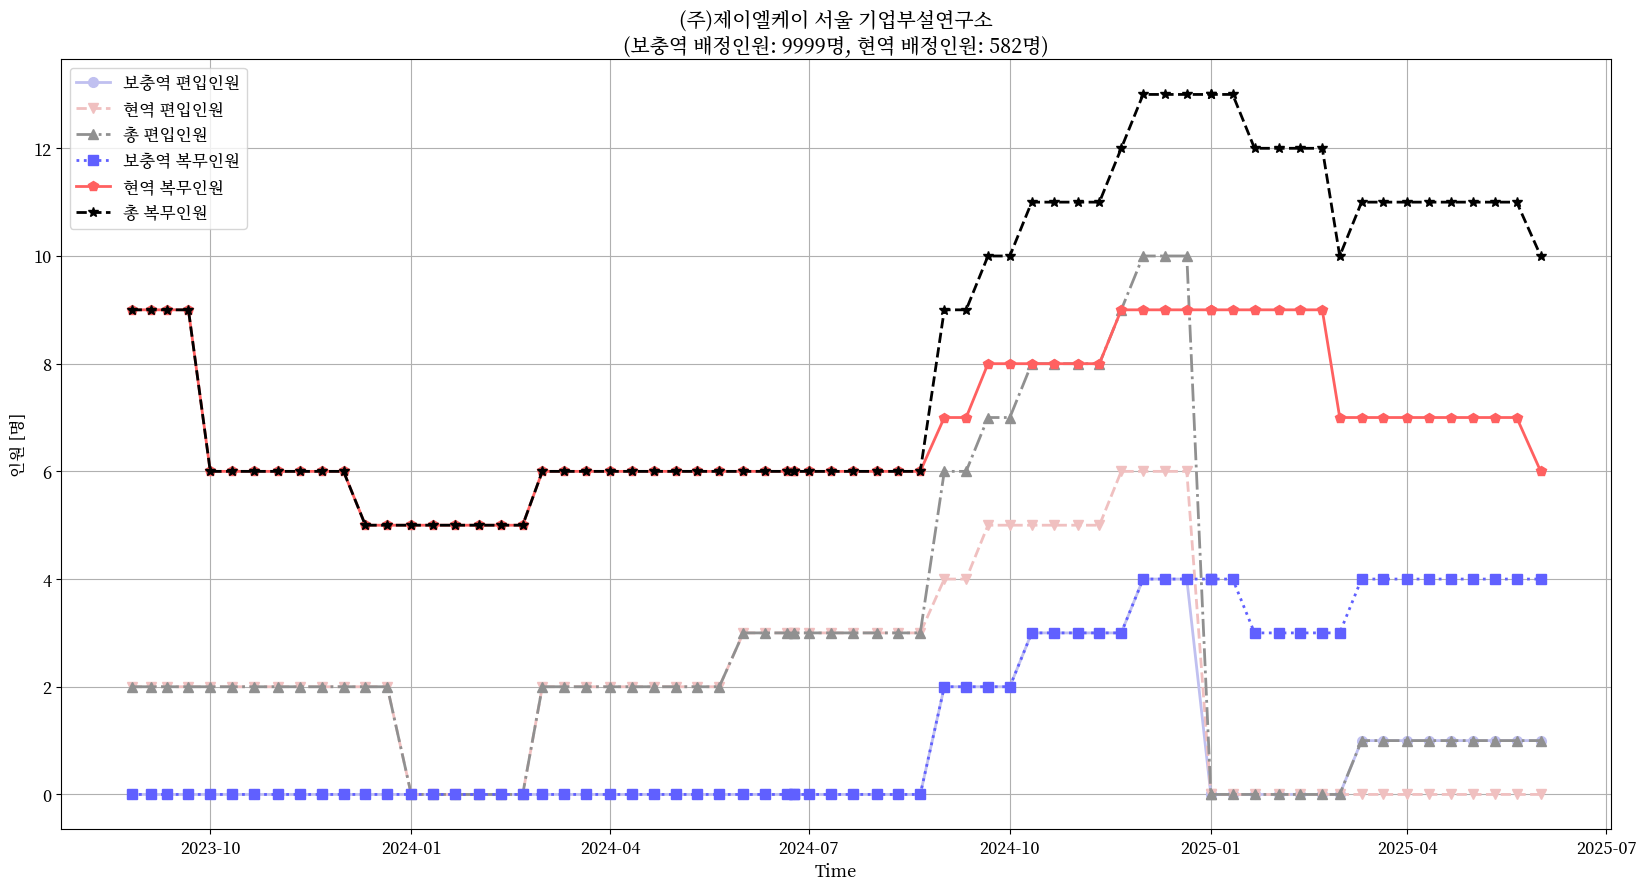 (주)제이엘케이 서울 기업부설연구소
(보충역 배정인원: 9999명, 현역 배정인원: 582명)
보충역 편입인원
현역 편입인원
총 편입인원
보충역 복무인원
현역 복무인원
총 복무인원
12
10
8
6
4
2
0
인원 [명]
2023-10
2024-01
2024-04
2024-07
2024-10
2025-01
2025-04
2025-07
Time